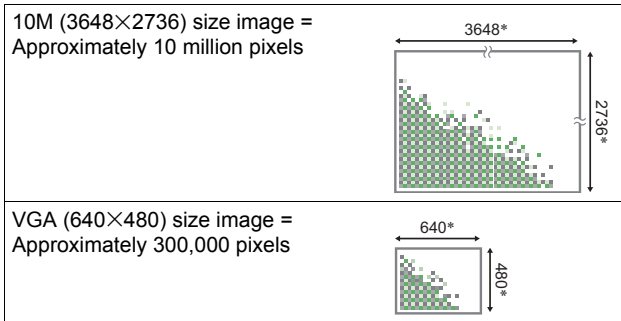 10M (3648×2736) size image =
Approximately 10 million pixels
3648*
2736*
VGA (640×480) size image =
Approximately 300,000 pixels
640*
480*